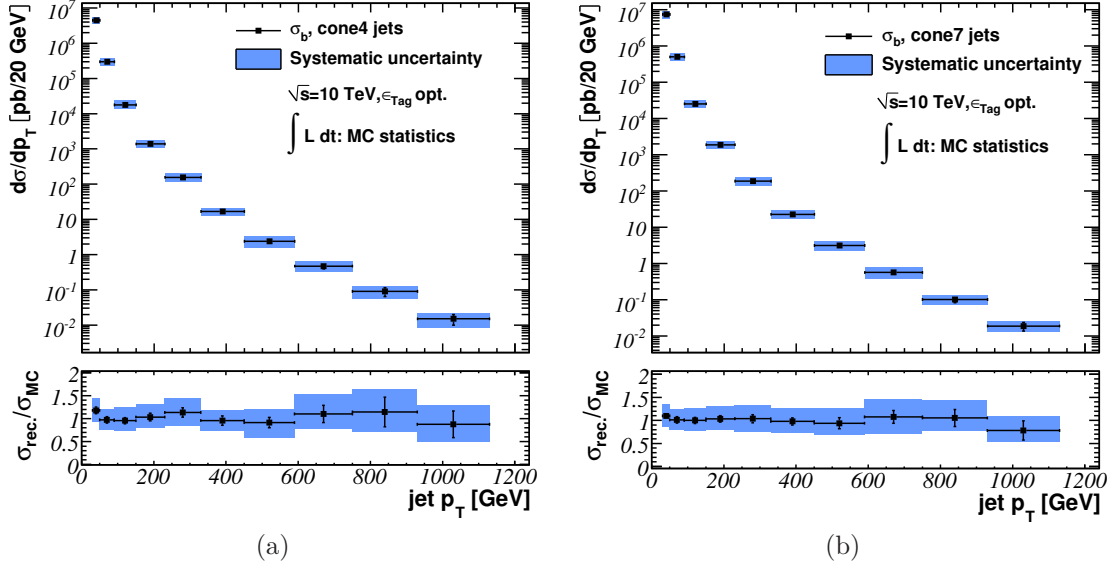 dσ/dp_T [pb/20 GeV]
10^7
10^6
10^5
10^4
10^3
10^2
10
1
10^-1
10^-2
σ_b, cone4 jets
Systematic uncertainty
√s=10 TeV,ε_Tag opt.
∫ L dt: MC statistics
σ_rec./σ_MC
2
1.5
1
0.5
0
0 200 400 600 800 1000 1200
jet p_T [GeV]
(a)
dσ/dp_T [pb/20 GeV]
10^7
10^6
10^5
10^4
10^3
10^2
10
1
10^-1
10^-2
σ_b, cone7 jets
Systematic uncertainty
√s=10 TeV,ε_Tag opt.
∫ L dt: MC statistics
σ_rec./σ_MC
2
1.5
1
0.5
0
0 200 400 600 800 1000 1200
jet p_T [GeV]
(b)